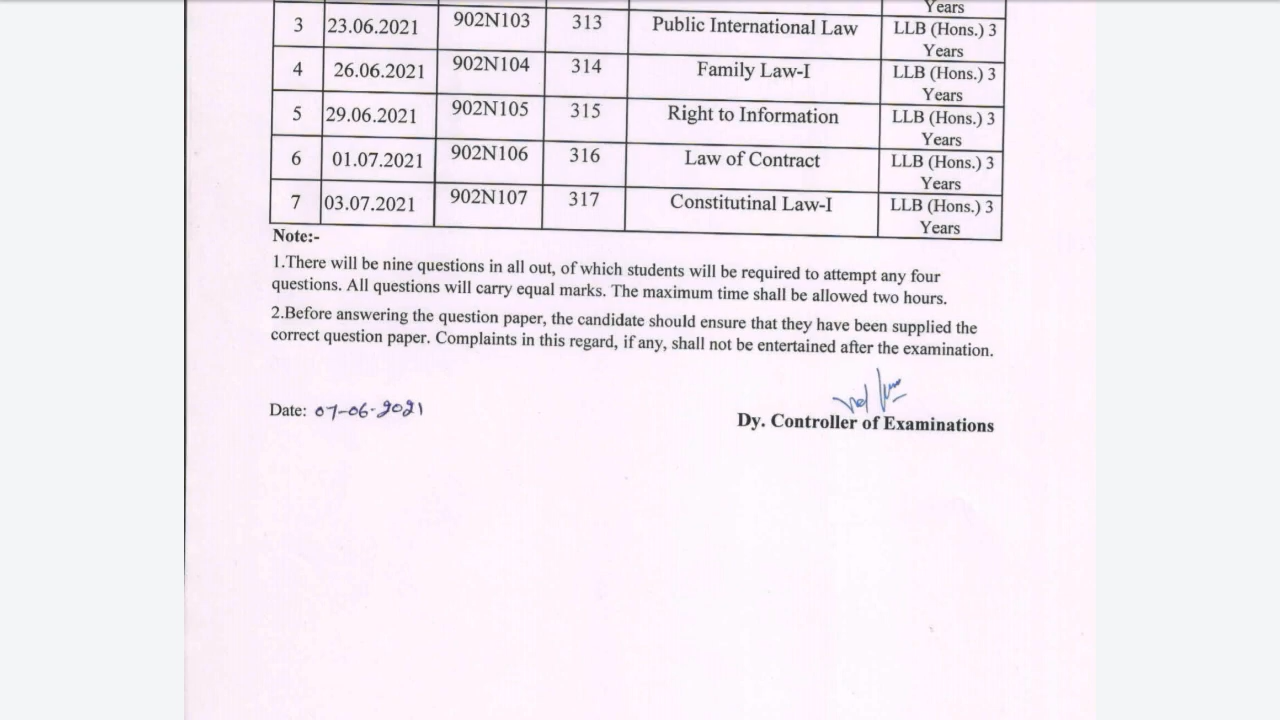 Years
3 23.06.2021 902N103 313 Public International Law LLB (Hons.) 3
Years
4 26.06.2021 902N104 314 Family Law-I LLB (Hons.) 3
Years
5 29.06.2021 902N105 315 Right to Information LLB (Hons.) 3
Years
6 01.07.2021 902N106 316 Law of Contract LLB (Hons.) 3
Years
7 03.07.2021 902N107 317 Constitutinal Law-I LLB (Hons.) 3
Years
Note:-
1.There will be nine questions in all out, of which students will be required to attempt any four
questions. All questions will carry equal marks. The maximum time shall be allowed two hours.
2.Before answering the question paper, the candidate should ensure that they have been supplied the
correct question paper. Complaints in this regard, if any, shall not be entertained after the examination.
Date: 07-06-2021
Dy. Controller of Examinations